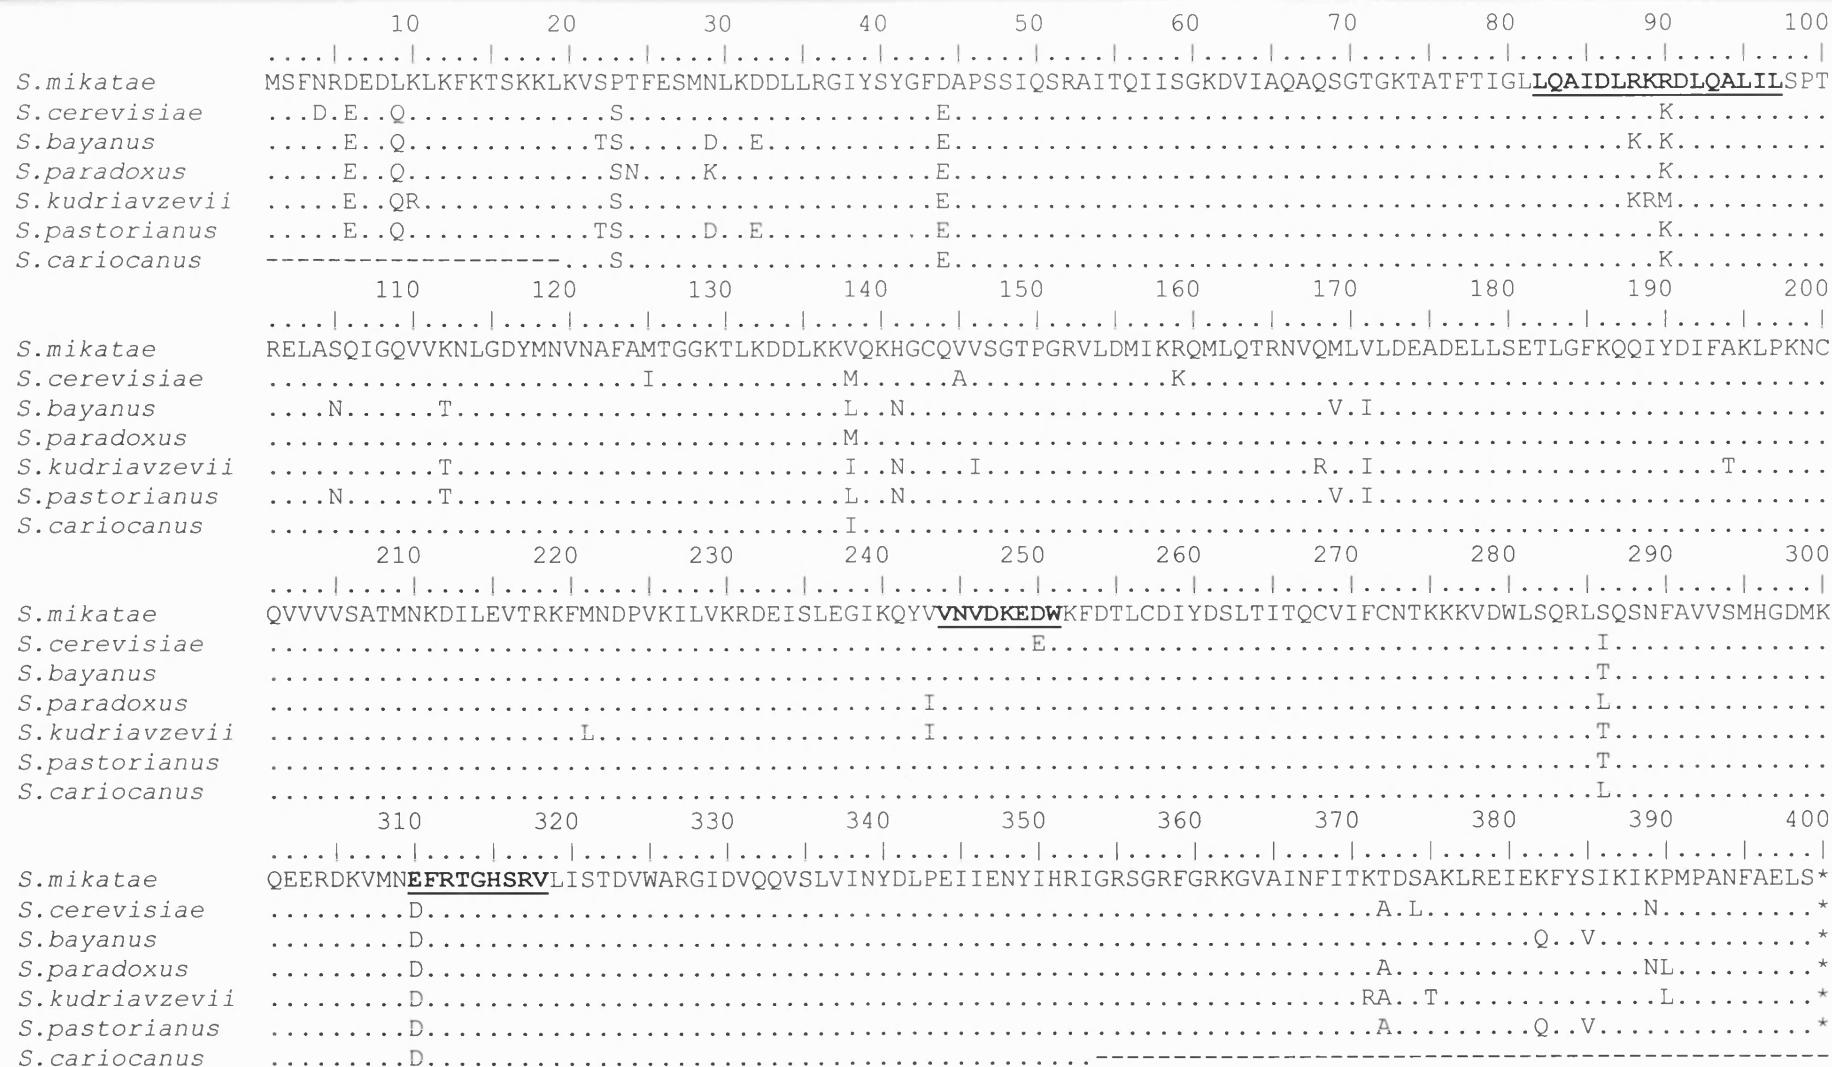 10 20 30 40 50 60 70 80 90 100
....|....|....|....|....|....|....|....|....|....|....|....|....|....|....|....|....|....|....|....|
S.mikatae MSFNRDEDLKLKFKTSKKLKVSPTFESMNLKDDLLRGIYSYGFDAPSSIQSRAITQIISGKDVIAQAQSGTGKTATFTIGLLQAIDLRKRDLQALILSPT
S.cerevisiae ...D.E..Q.............S....................E.............................................K..........
S.bayanus .....E..Q............TS.....D..E...........E...........................................K.K..........
S.paradoxus .....E..Q.............SN....K..............E.............................................K..........
S.kudriavzevii .....E..QR............S....................E...........................................KRM..........
S.pastorianus .....E..Q............TS.....D..E...........E.............................................K..........
S.cariocanus -------------------...S....................E.............................................K..........
110 120 130 140 150 160 170 180 190 200
....|....|....|....|....|....|....|....|....|....|....|....|....|....|....|....|....|....|....|....|
S.mikatae RELASQIGQVVKNLGDYMNVNAFAMTGGKTLKDDLKKVQKHGCQVVSGTPGRVLDMIKRQMLQTRNVQMLVLDEADELLSETLGFKQQIYDIFAKLPKNC
S.cerevisiae ........................I............M......A.............K.........................................
S.bayanus ....N......T.........................L..N...........................V.I.............................
S.paradoxus .....................................M..............................................................
S.kudriavzevii ...........T.........................I..N....I.....................R..I......................T......
S.pastorianus ....N......T.........................L..N...........................V.I.............................
S.cariocanus .....................................I..............................................................
210 220 230 240 250 260 270 280 290 300
....|....|....|....|....|....|....|....|....|....|....|....|....|....|....|....|....|....|....|....|
S.mikatae QVVVVSATMNKDILEVTRKFMNDPVKILVKRDEISLEGIKQYVVNVDKEDWKFDTLCDIYDSLTITQCVIFCNTKKKVDWLSQRLSQSNFAVVSMHGDMK
S.cerevisiae .................................................E...................................I..............
S.bayanus .....................................................................................T..............
S.paradoxus ..........................................I..........................................L..............
S.kudriavzevii ....................L.....................I..........................................T..............
S.pastorianus .....................................................................................T..............
S.cariocanus .....................................................................................L..............
310 320 330 340 350 360 370 380 390 400
....|....|....|....|....|....|....|....|....|....|....|....|....|....|....|....|....|....|....|....|
S.mikatae QEERDKVMNEFRTGHSRVLISTDVWARGIDVQQVSLVINYDLPEIIENYIHRIGRSGRFGRKGVAINFITKTDSAKLREIEKFYSIKIKPMPANFAELS*
S.cerevisiae .........D.............................................................A.L..............N..........*
S.bayanus .........D.......................................................................Q..V..............*
S.paradoxus .........D.............................................................A................NL.........*
S.kudriavzevii .........D............................................................RA..T..............L.........*
S.pastorianus .........D.............................................................A.........Q..V..............*
S.cariocanus .........D...........................................-----------------------------------------------